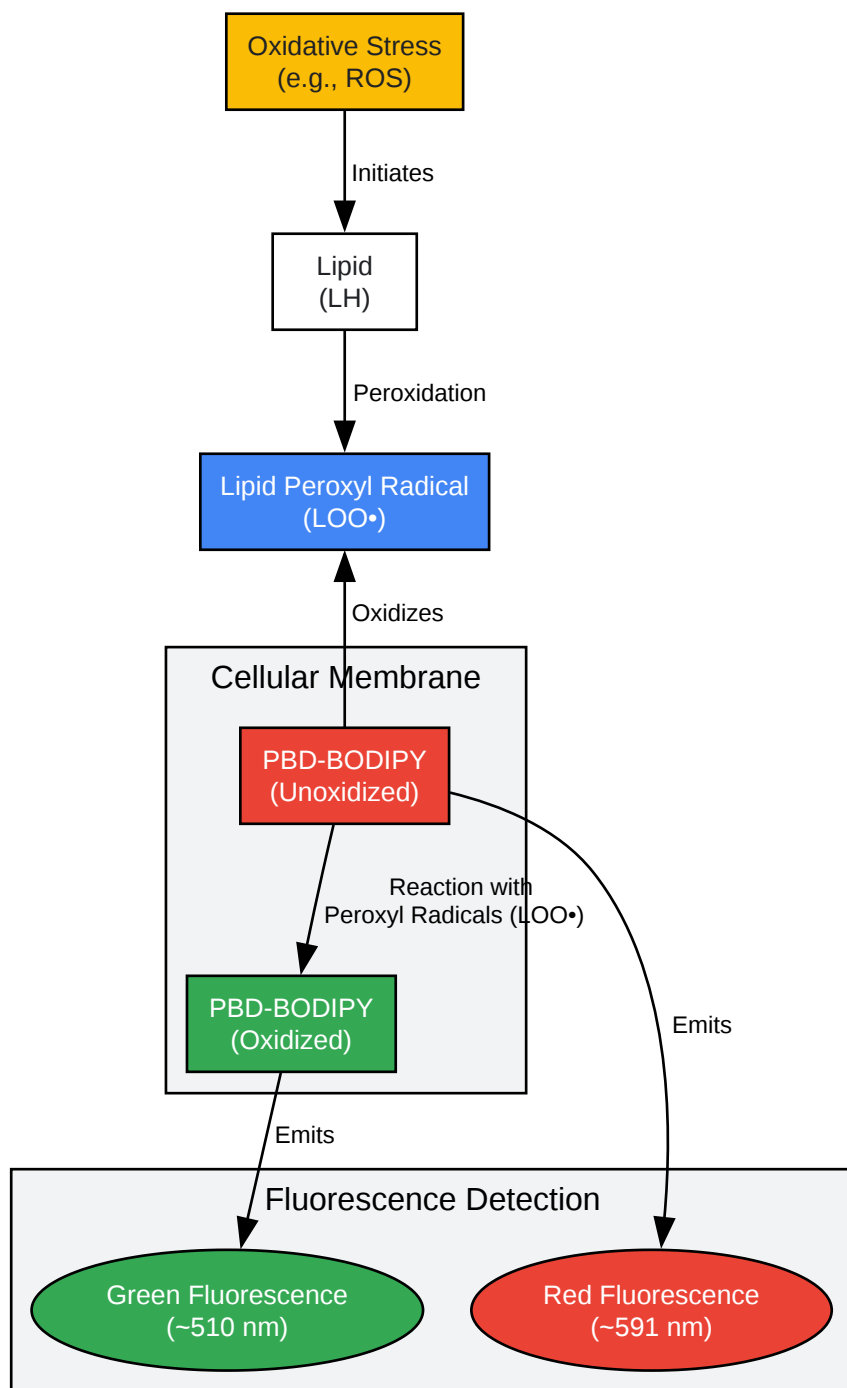 Oxidative Stress
(e.g., ROS)
Initiates
Lipid
(LH)
Peroxidation
Lipid Peroxyl Radical
(LOO•)
Oxidizes
Cellular Membrane
PBD-BODIPY
(Unoxidized)
Reaction with
Peroxyl Radicals (LOO•)
PBD-BODIPY
(Oxidized)
Emits
Emits
Fluorescence Detection
Green Fluorescence
(~510 nm)
Red Fluorescence
(~591 nm)